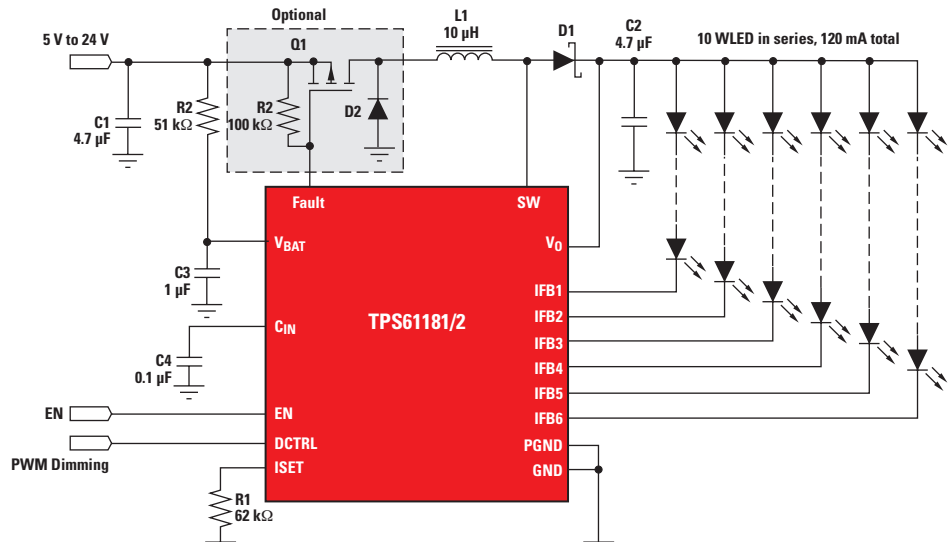 Optional
5 V to 24 V
Q1
L1
10 µH
D1
C2
4.7 µF
10 WLED in series, 120 mA total
R2
51 kΩ
R2
100 kΩ
D2
C1
4.7 µF
Fault
SW
VBAT
VO
C3
1 µF
IFB1
IFB2
TPS61181/2
CIN
IFB3
C4
0.1 µF
IFB4
IFB5
EN
EN
IFB6
DCTRL
PGND
PWM Dimming
ISET
GND
R1
62 kΩ